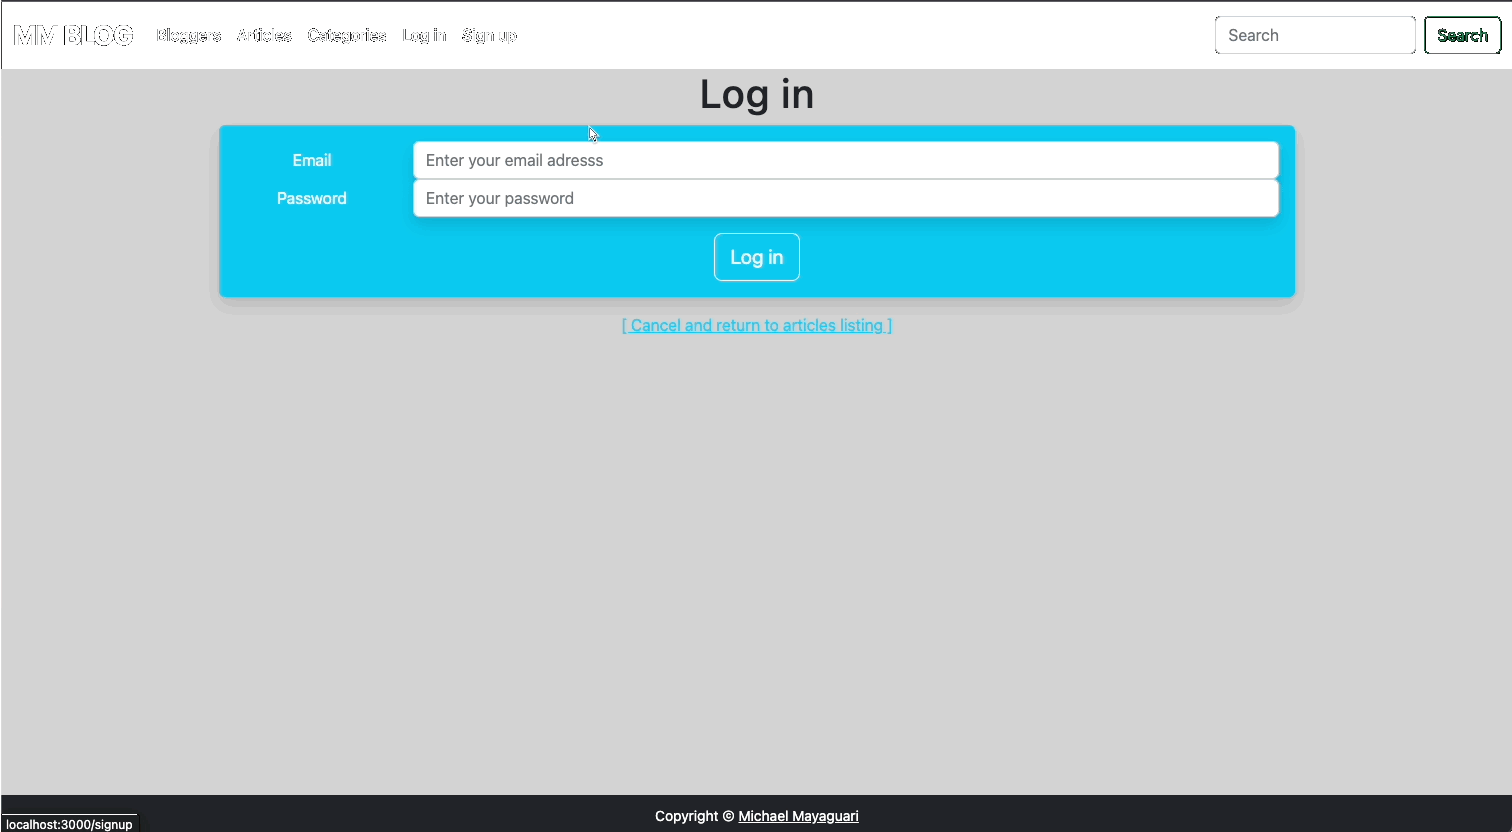 MM BLOG Bloggers Articles Categories Log in Sign up Search Search
Log in
Email Enter your email adresss
Password Enter your password
Log in
[ Cancel and return to articles listing ]
Copyright © Michael Mayaguari
localhost:3000/signup